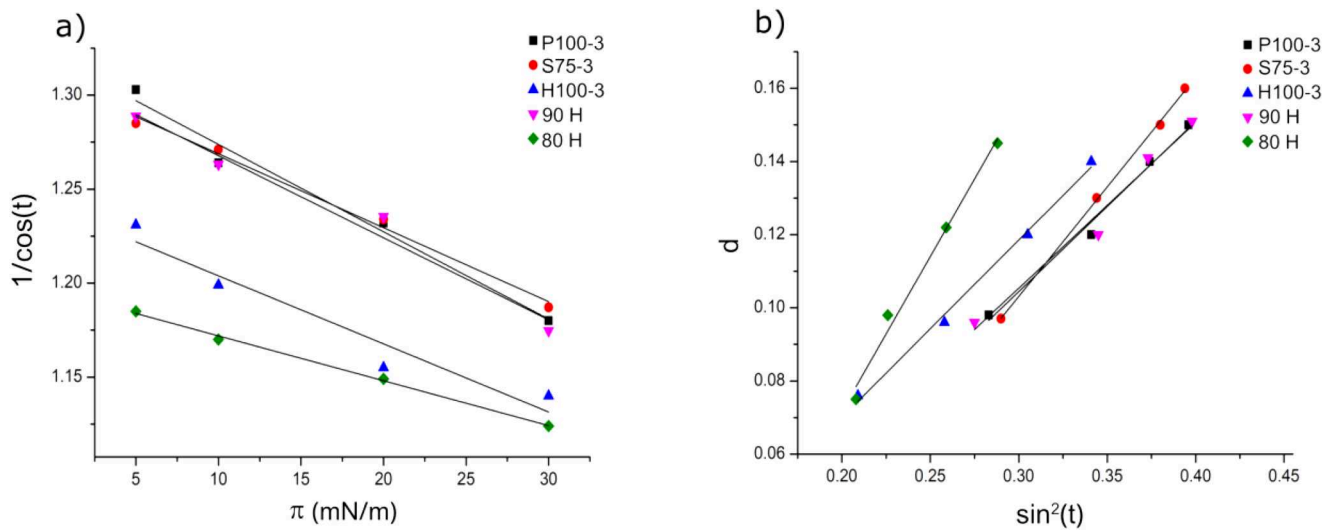 a)
P100-3
S75-3
H100-3
90 H
80 H
1.30
1.25
1.20
1.15
1/cos(t)
5
10
15
20
25
30
π (mN/m)
b)
P100-3
S75-3
H100-3
90 H
80 H
0.16
0.14
0.12
0.10
0.08
0.06
d
0.20
0.25
0.30
0.35
0.40
0.45
sin²(t)